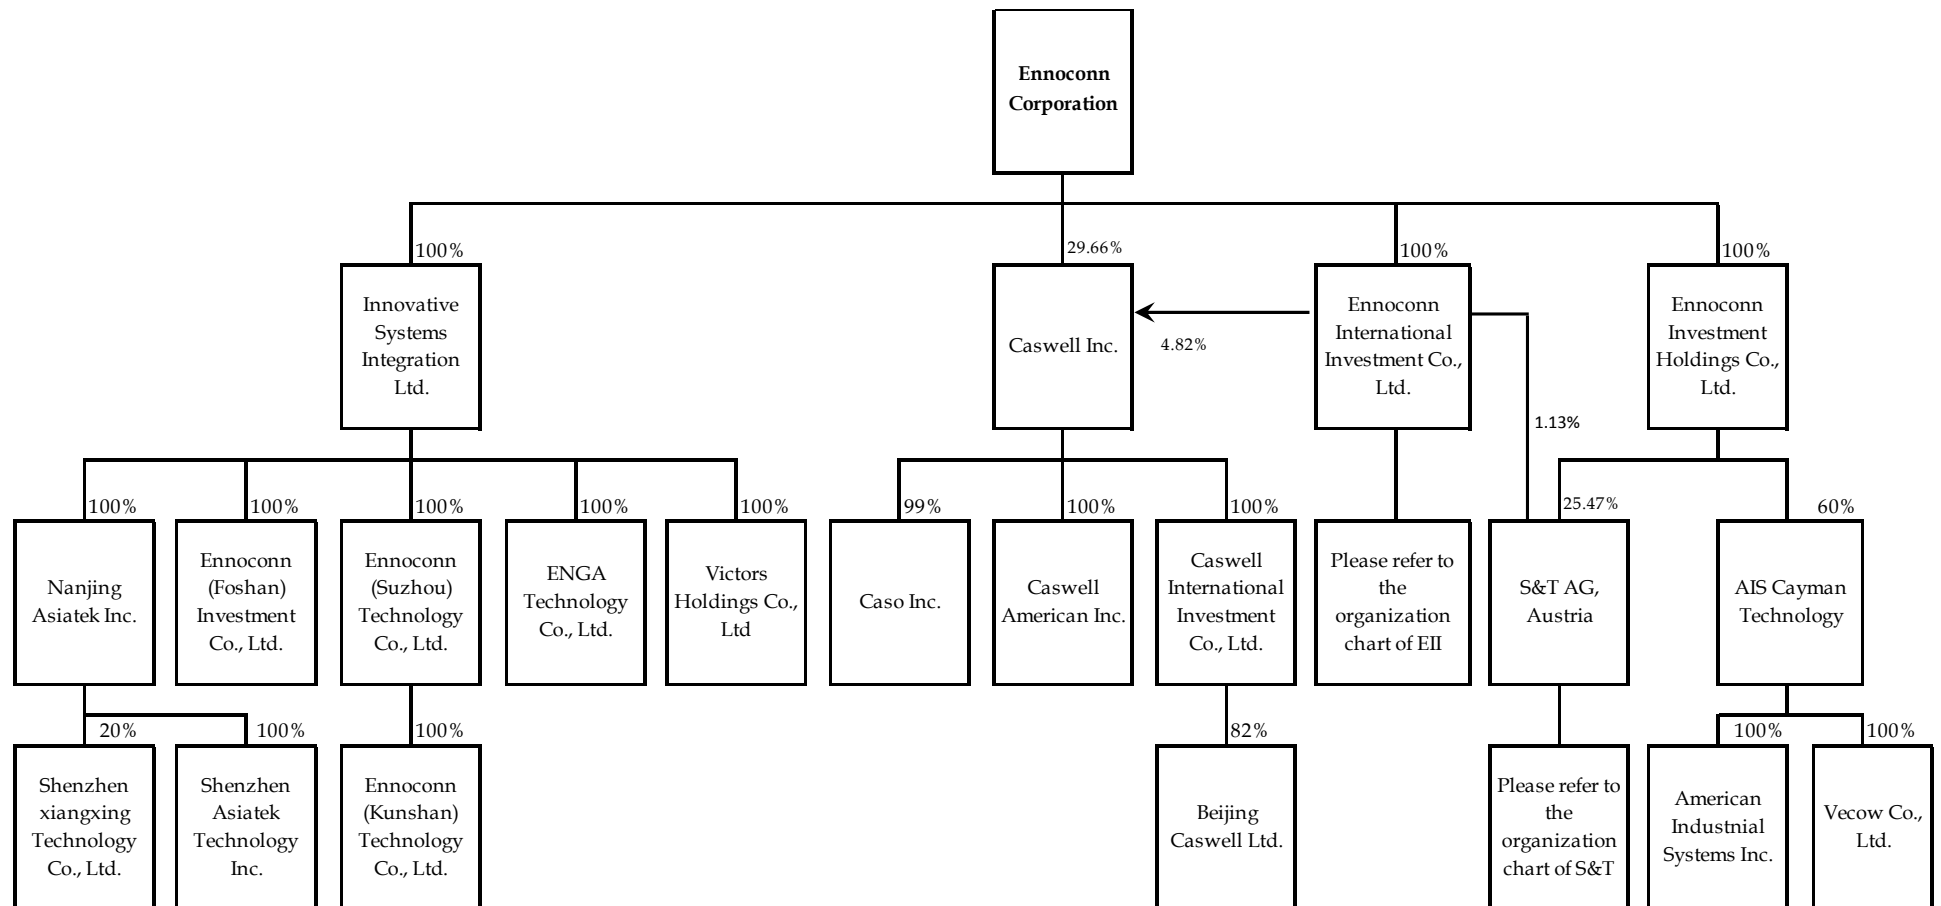 Ennoconn
Corporation
100%
29.66%
100%
100%
Innovative
Systems
Integration
Ltd.
Caswell Inc.
4.82%
Ennoconn
International
Investment Co.,
Ltd.
1.13%
Ennoconn
Investment
Holdings Co.,
Ltd.
100%
100%
100%
100%
100%
99%
100%
100%
25.47%
60%
Nanjing
Asiatek Inc.
Ennoconn
(Foshan)
Investment
Co., Ltd.
Ennoconn
(Suzhou)
Technology
Co., Ltd.
ENGA
Technology
Co., Ltd.
Victors
Holdings Co.,
Ltd
Caso Inc.
Caswell
American Inc.
Caswell
International
Investment
Co., Ltd.
Please refer to
the
organization
chart of EII
S&T AG,
Austria
AIS Cayman
Technology
20%
100%
100%
82%
100%
100%
Shenzhen
xiangxing
Technology
Co., Ltd.
Shenzhen
Asiatek
Technology
Inc.
Ennoconn
(Kunshan)
Technology
Co., Ltd.
Beijing
Caswell Ltd.
Please refer to
the
organization
chart of S&T
American
Industnial
Systems Inc.
Vecow Co.,
Ltd.